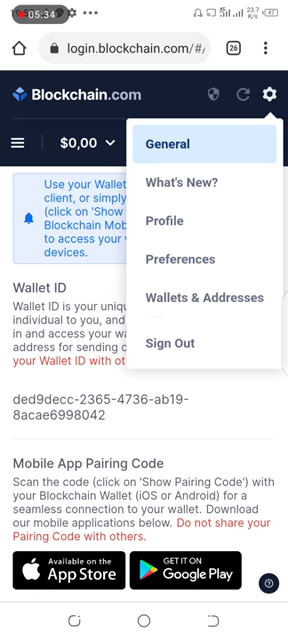 05:34
23.7
K/s
47
login.blockchain.com/#/
26
Blockchain.com
$0,00
General
What's New?
Profile
Preferences
Wallets & Addresses
Sign Out
Use your Wallet
client, or simply
(click on 'Show
Blockchain Mob
to access your
devices.
Wallet ID
Wallet ID is your uniqu
individual to you, and
in and access your wa
address for sending o
your Wallet ID with ot
ded9decc-2365-4736-ab19-
8acae6998042
Mobile App Pairing Code
Scan the code (click on 'Show Pairing Code') with
your Blockchain Wallet (iOS or Android) for a
seamless connection to your wallet. Download
our mobile applications below. Do not share your
Pairing Code with others.
Available on the
App Store
GET IT ON
Google Play
?